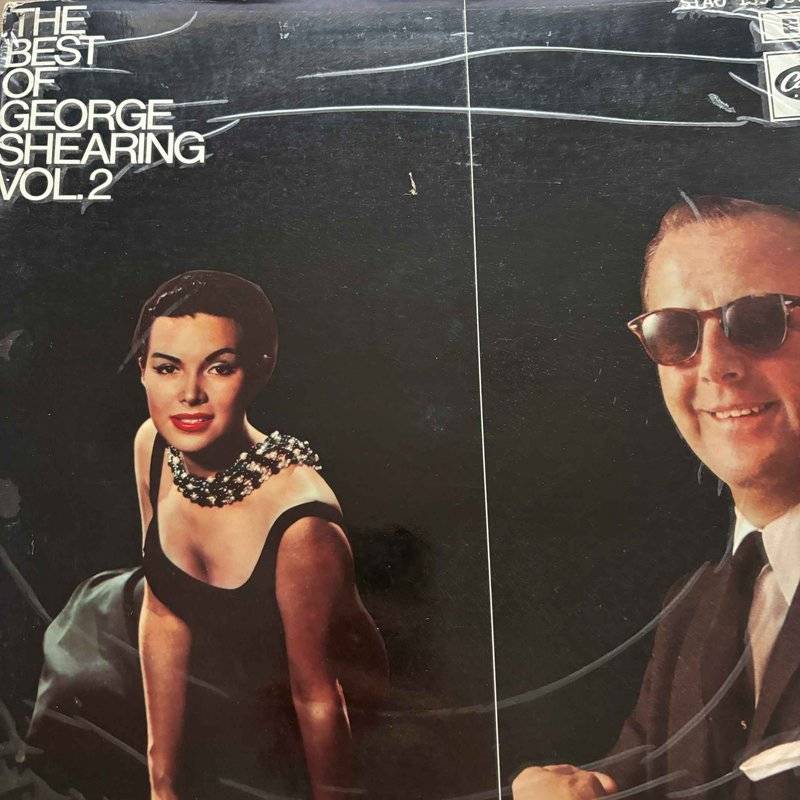 THE
BEST
OF
GEORGE
SHEARING
VOL.2